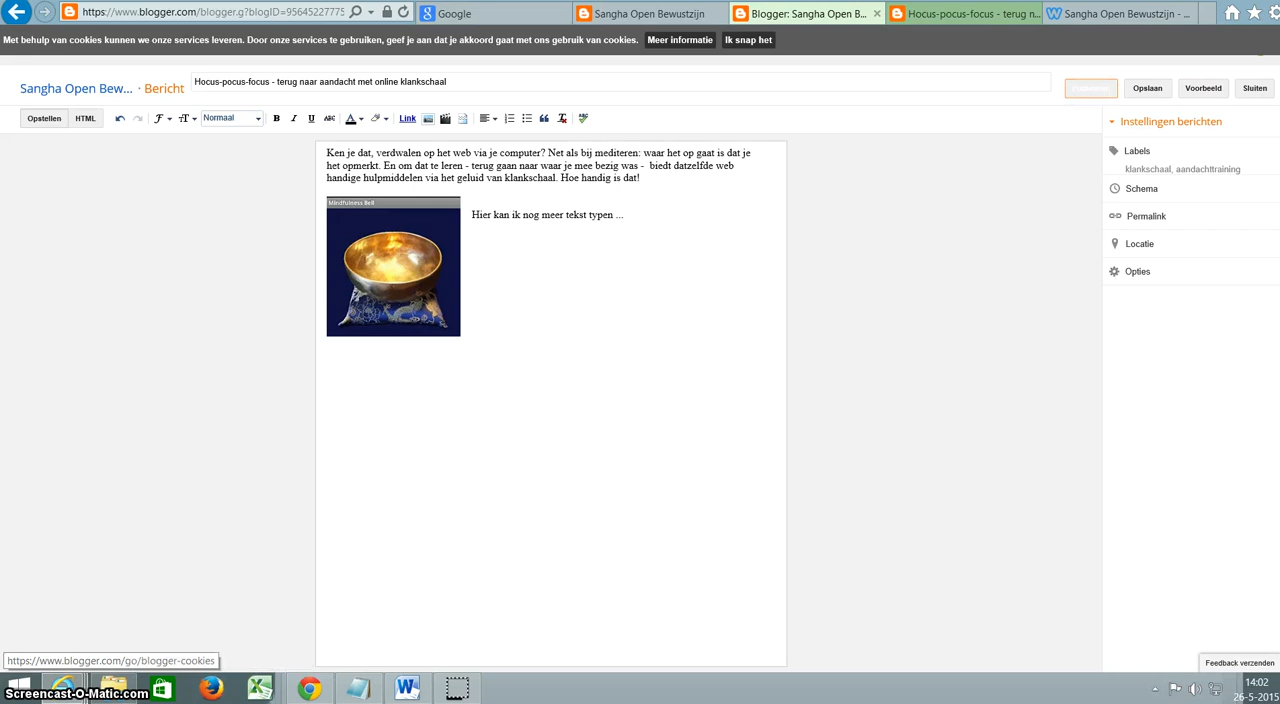 https://www.blogger.com/blogger.g?blogID=95645227775
Google
Sangha Open Bewustzijn
Blogger: Sangha Open B...
Hocus-pocus-focus - terug n...
Sangha Open Bewustzijn - ...
Met behulp van cookies kunnen we onze services leveren. Door onze services te gebruiken, geef je aan dat je akkoord gaat met ons gebruik van cookies. Meer informatie Ik snap het
Sangha Open Bew... · Bericht
Hocus-pocus-focus - terug naar aandacht met online klankschaal
Opslaan Voorbeeld Sluiten
Opstellen HTML Normaal B I U ABC A Link
Instellingen berichten
Labels
klankschaal, aandachttraining
Schema
Permalink
Locatie
Opties
Ken je dat, verdwalen op het web via je computer? Net als bij mediteren: waar het op gaat is dat je
het opmerkt. En om dat te leren - terug gaan naar waar je mee bezig was - biedt datzelfde web
handige hulpmiddelen via het geluid van klankschaal. Hoe handig is dat!
Mindfulness Bell
Hier kan ik nog meer tekst typen ...
https://www.blogger.com/go/blogger-cookies
Feedback verzenden
Screencast-O-Matic.com
14:02
26-5-2015